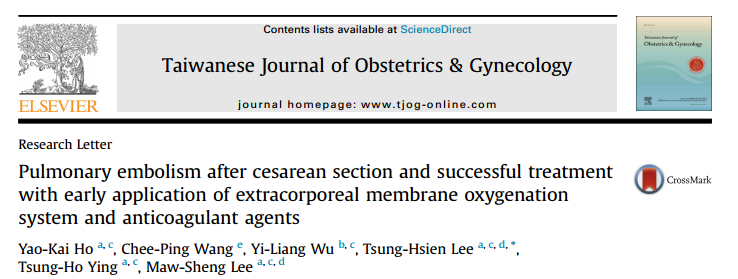 Contents lists available at ScienceDirect
Taiwanese Journal of Obstetrics & Gynecology
ELSEVIER
journal homepage: www.tjog-online.com
Taiwanese Journal of
Obstetrics & Gynecology
Research Letter
Pulmonary embolism after cesarean section and successful treatment
with early application of extracorporeal membrane oxygenation
system and anticoagulant agents
CrossMark
Yao-Kai Ho a, c, Chee-Ping Wang e, Yi-Liang Wu b, c, Tsung-Hsien Lee a, c, d, *,
Tsung-Ho Ying a, c, Maw-Sheng Lee a, c, d